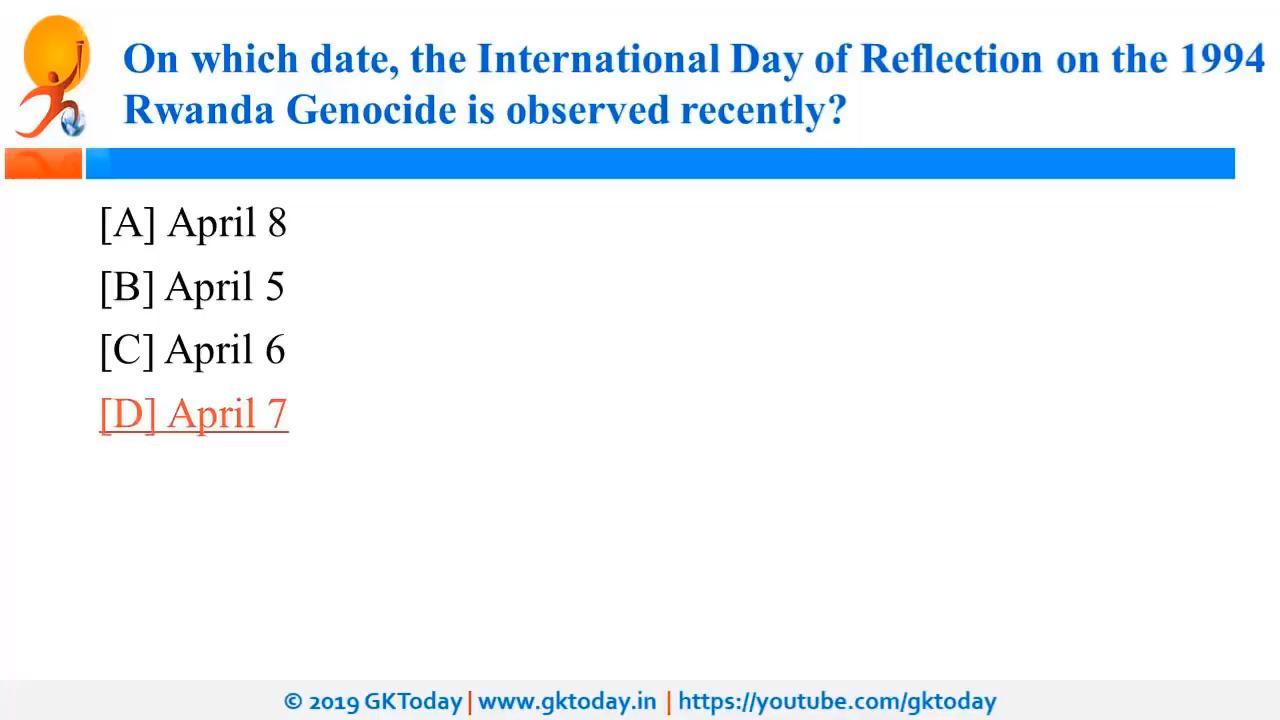 On which date, the International Day of Reflection on the 1994
Rwanda Genocide is observed recently?
[A] April 8
[B] April 5
[C] April 6
[D] April 7
© 2019 GKToday | www.gktoday.in | https://youtube.com/gktoday